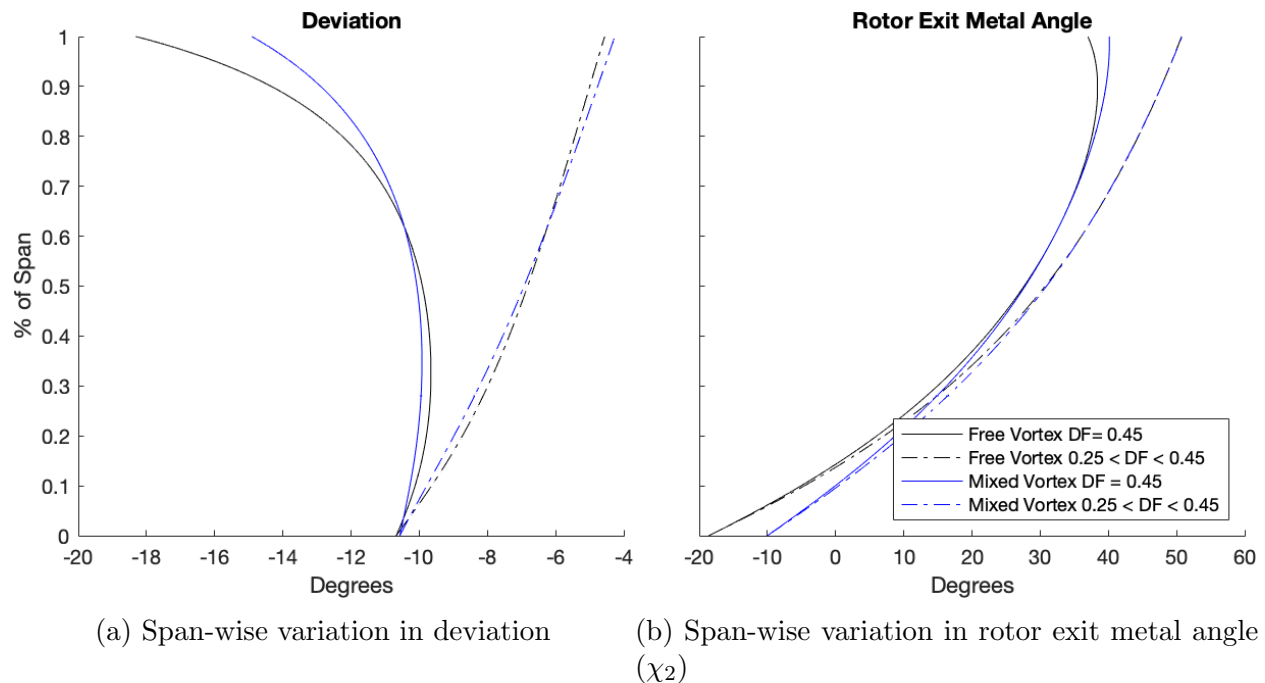 Deviation
1
0.9
0.8
0.7
0.6
0.5
0.4
0.3
0.2
0.1
0
% of Span
-20 -18 -16 -14 -12 -10 -8 -6 -4
Degrees
(a) Span-wise variation in deviation
Rotor Exit Metal Angle
Free Vortex DF= 0.45
Free Vortex 0.25 < DF < 0.45
Mixed Vortex DF = 0.45
Mixed Vortex 0.25 < DF < 0.45
-20 -10 0 10 20 30 40 50 60
Degrees
(b) Span-wise variation in rotor exit metal angle
(χ₂)